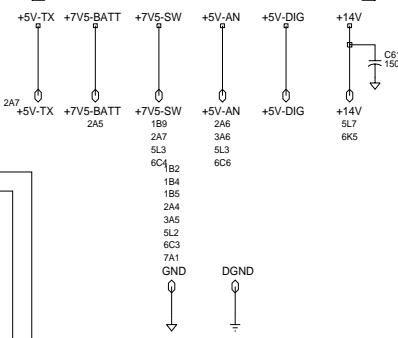 +5V-TX +7V5-BATT +7V5-SW +5V-AN +5V-DIG +14V
C61
150
2A7
+5V-TX +7V5-BATT +7V5-SW +5V-AN +5V-DIG +14V
2A5 1B9 2A6 5L7
2A7 3A6 6K5
5L3 5L3
6C4 6C6
1B2
1B4
1B5
2A4
3A5
5L2
6C3
7A1
GND DGND